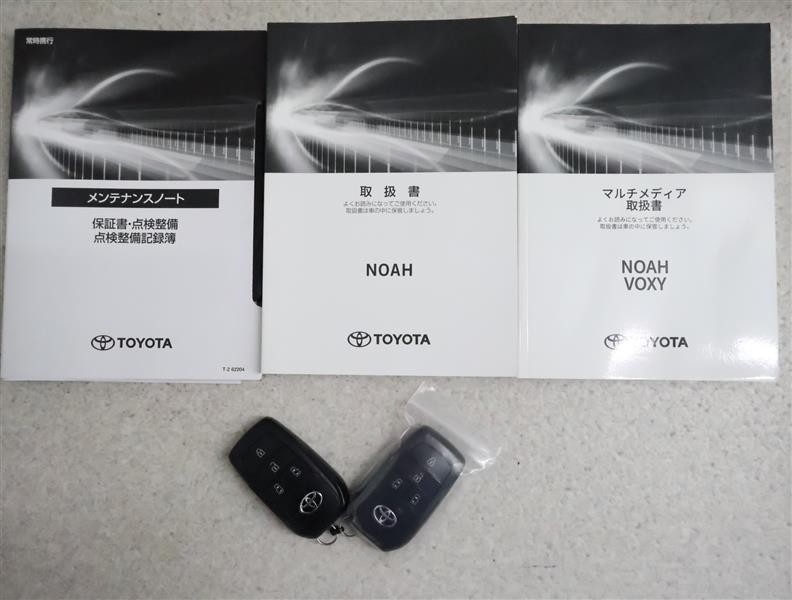 常時携行
メンテナンスノート
保証書・点検整備
点検整備記録簿
TOYOTA
T-2 62204
取扱書
よくお読みになってご使用ください。
取扱書は車の中に保管しましょう。
NOAH
TOYOTA
マルチメディア
取扱書
よくお読みになってご使用ください。
取扱書は車の中に保管しましょう。
NOAH
VOXY
TOYOTA